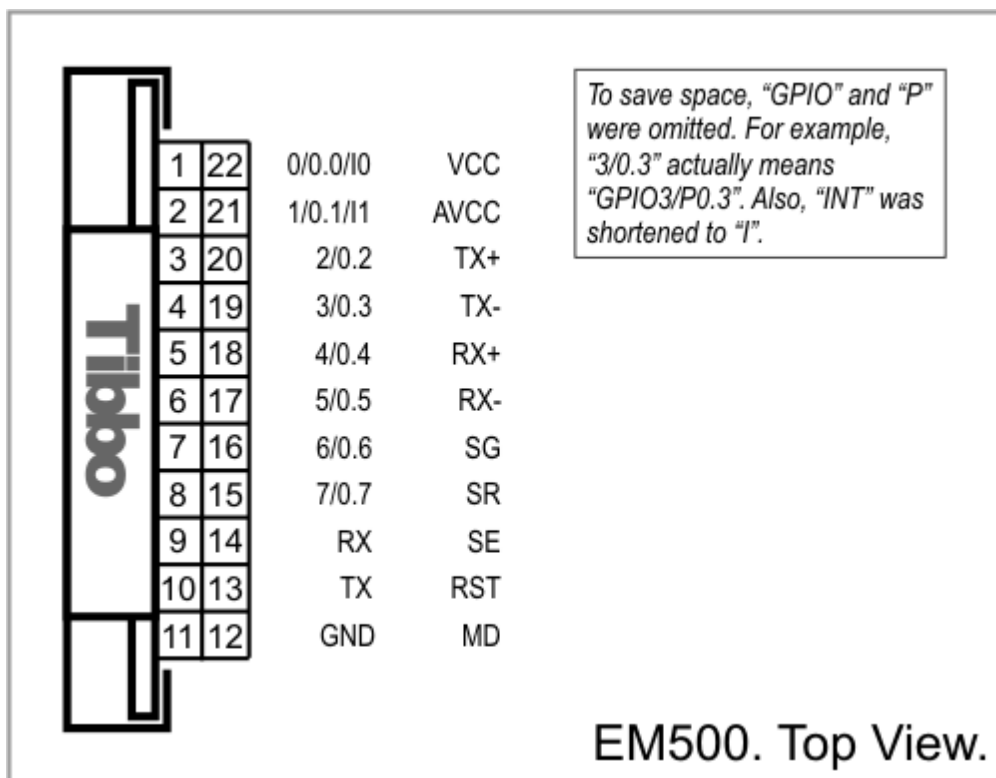 To save space, “GPIO” and “P”
were omitted. For example,
“3/0.3” actually means
“GPIO3/P0.3”. Also, “INT” was
shortened to “I”.
1 22 0/0.0/I0 VCC
2 21 1/0.1/I1 AVCC
3 20 2/0.2 TX+
4 19 3/0.3 TX-
5 18 4/0.4 RX+
6 17 5/0.5 RX-
7 16 6/0.6 SG
8 15 7/0.7 SR
9 14 RX SE
10 13 TX RST
11 12 GND MD
Tibbo
EM500. Top View.